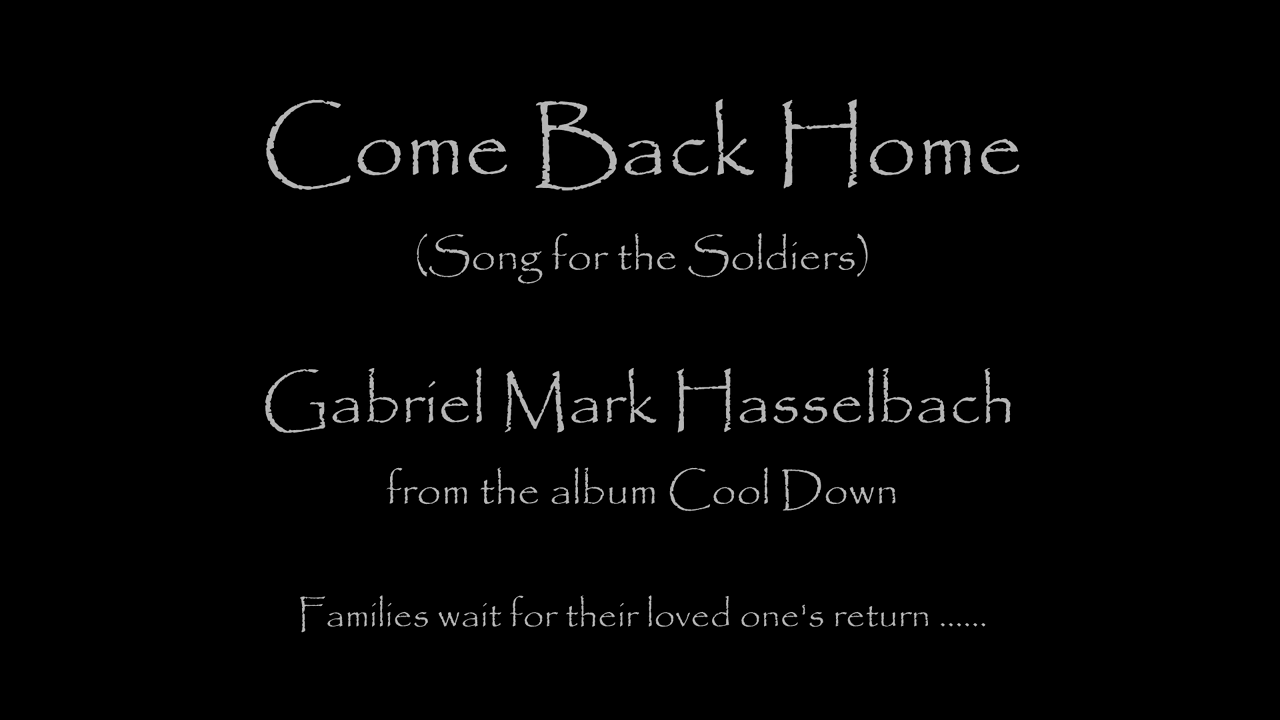 Come Back Home
(Song for the Soldiers)
Gabriel Mark Hasselbach
from the album Cool Down
Families wait for their loved one's return ......